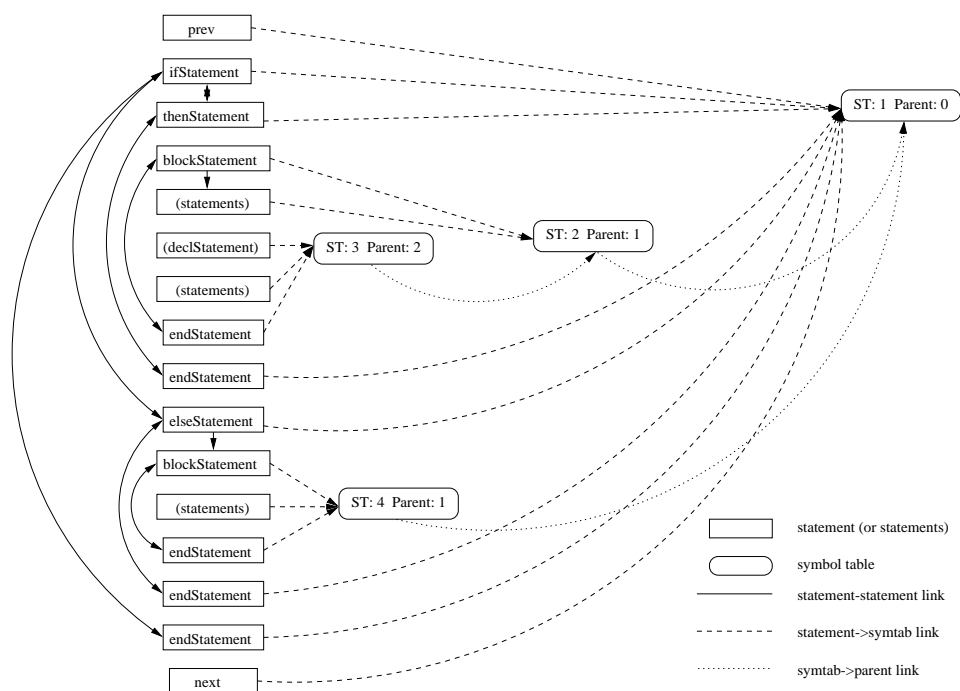 prev
ifStatement
ST: 1 Parent: 0
thenStatement
blockStatement
(statements)
ST: 2 Parent: 1
(declStatement)
ST: 3 Parent: 2
(statements)
endStatement
endStatement
elseStatement
blockStatement
ST: 4 Parent: 1
(statements)
endStatement
endStatement
endStatement
next
statement (or statements)
symbol table
statement-statement link
statement->symtab link
symtab->parent link